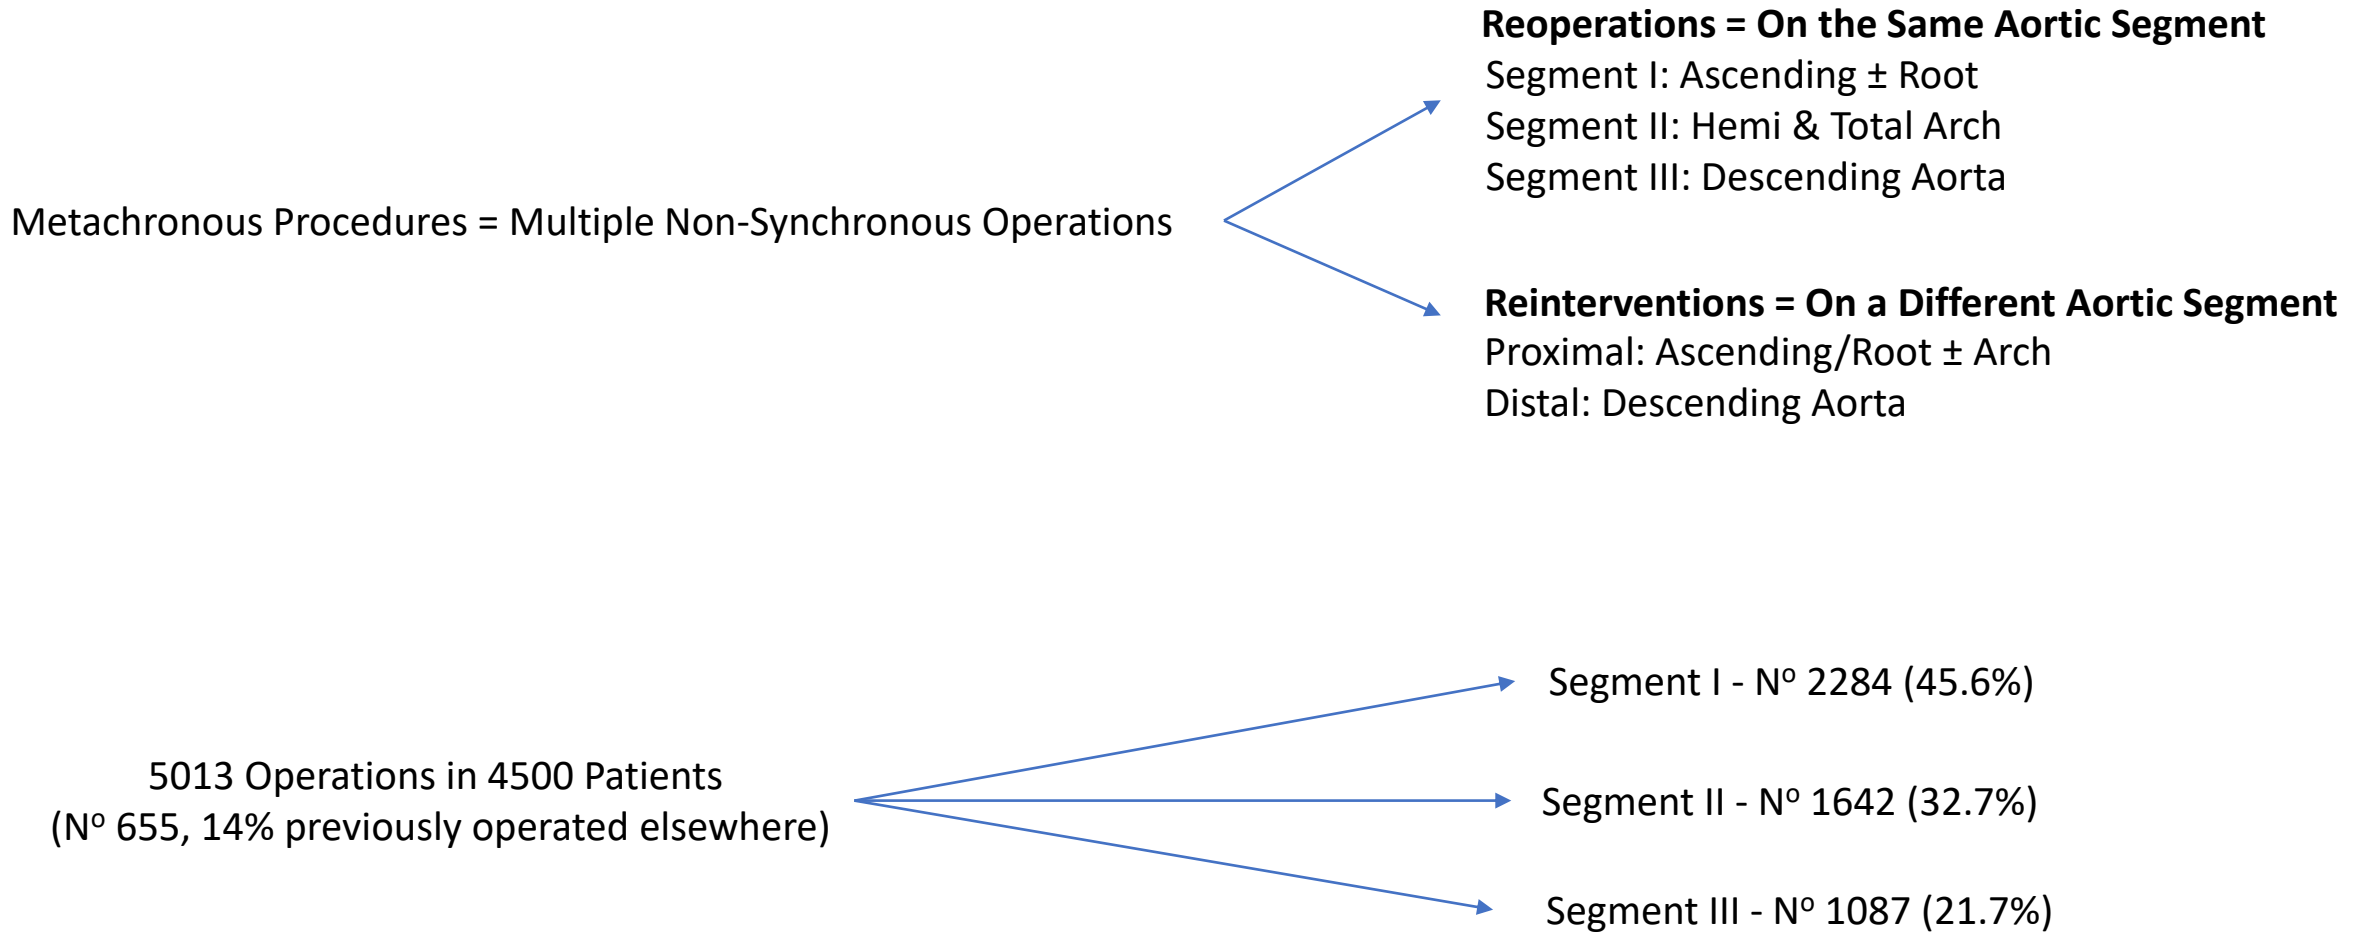 Reoperations = On the Same Aortic Segment
Segment I: Ascending ± Root
Segment II: Hemi & Total Arch
Segment III: Descending Aorta
Metachronous Procedures = Multiple Non-Synchronous Operations
Reinterventions = On a Different Aortic Segment
Proximal: Ascending/Root ± Arch
Distal: Descending Aorta
5013 Operations in 4500 Patients
(Nº 655, 14% previously operated elsewhere)
Segment I - Nº 2284 (45.6%)
Segment II - Nº 1642 (32.7%)
Segment III - Nº 1087 (21.7%)